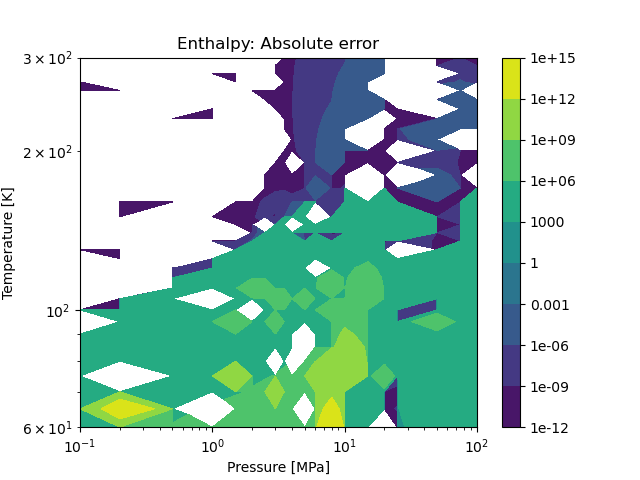 Enthalpy: Absolute error
3 × 10²
2 × 10²
10²
6 × 10¹
Temperature [K]
10⁻¹ 10⁰ 10¹ 10²
Pressure [MPa]
1e+15
1e+12
1e+09
1e+06
1000
1
0.001
1e-06
1e-09
1e-12